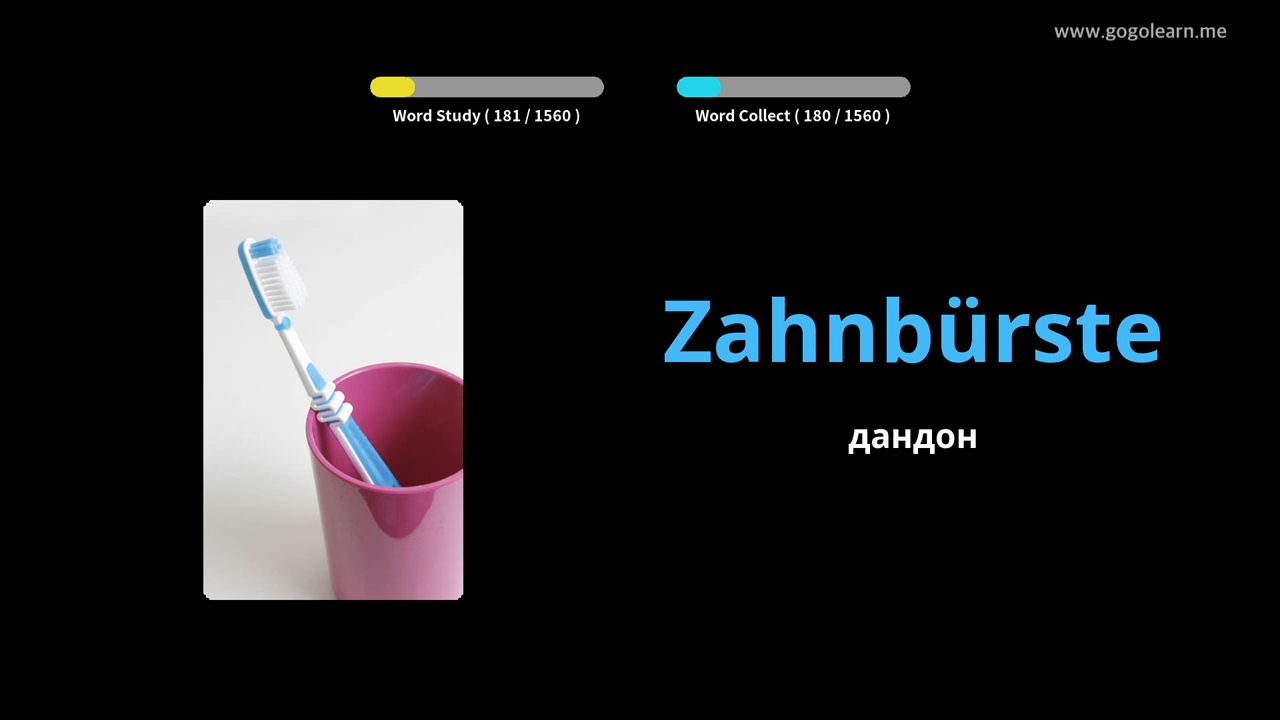 www.gogolearn.me
Word Study ( 181 / 1560 )
Word Collect ( 180 / 1560 )
Zahnbürste
дандон